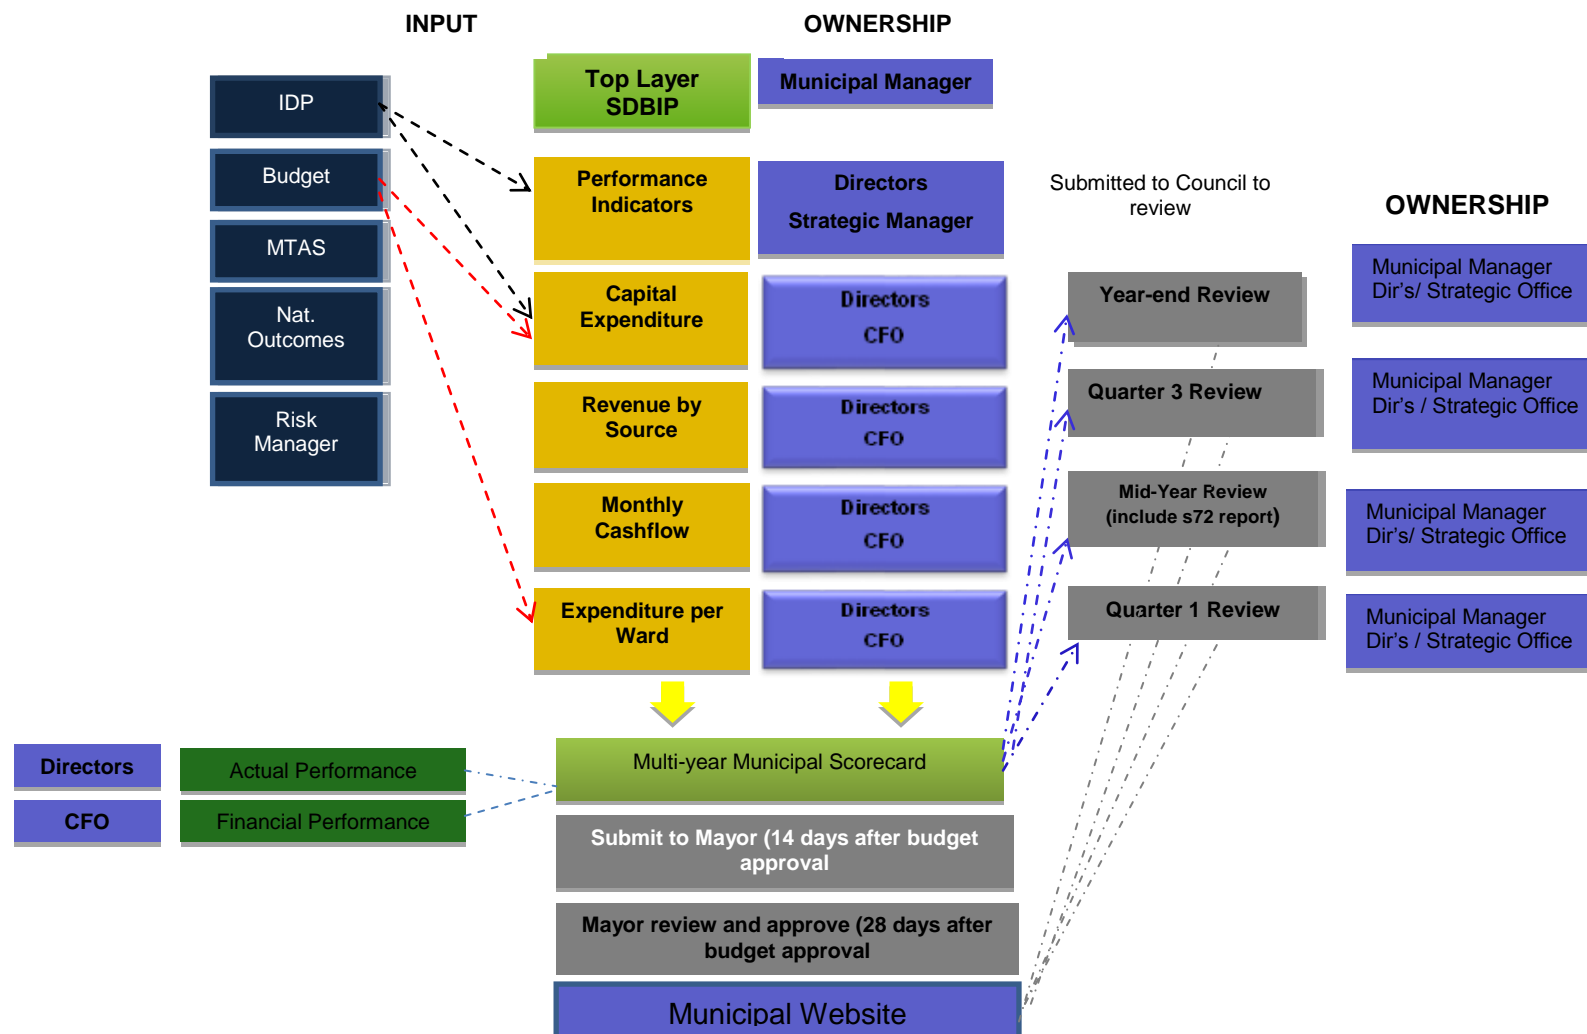 INPUT
OWNERSHIP
Top Layer
SDBIP
Municipal Manager
IDP
Budget
MTAS
Nat.
Outcomes
Risk
Manager
Performance
Indicators
Directors
Strategic Manager
Capital
Expenditure
Directors
CFO
Revenue by
Source
Directors
CFO
Monthly
Cashflow
Directors
CFO
Expenditure per
Ward
Directors
CFO
Submitted to Council to
review
OWNERSHIP
Year-end Review
Municipal Manager
Dir's/ Strategic Office
Quarter 3 Review
Municipal Manager
Dir's / Strategic Office
Mid-Year Review
(include s72 report)
Municipal Manager
Dir's/ Strategic Office
Quarter 1 Review
Municipal Manager
Dir's / Strategic Office
Directors
Actual Performance
CFO
Financial Performance
Multi-year Municipal Scorecard
Submit to Mayor (14 days after budget
approval
Mayor review and approve (28 days after
budget approval
Municipal Website